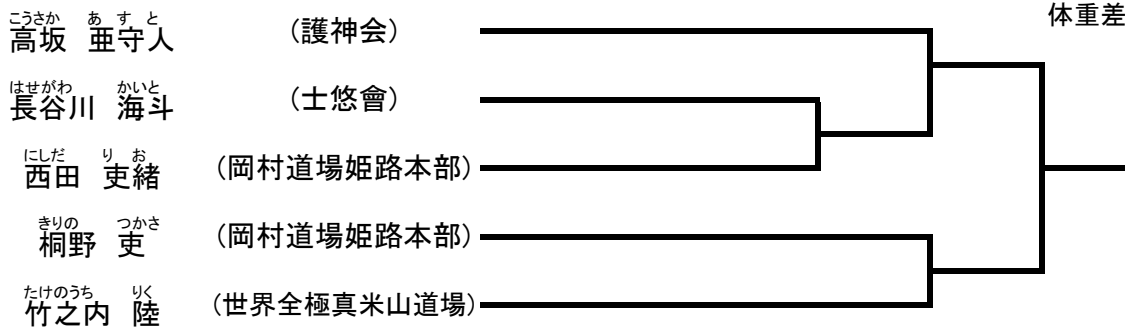 体重差
こうさか あ す と
高坂 亜守人 (護神会)
はせがわ かいと
長谷川 海斗 (士悠會)
にしだ り お
西田 吏緒 (岡村道場姫路本部)
きりの つかさ
桐野 吏 (岡村道場姫路本部)
たけのうち りく
竹之内 陸 (世界全極真米山道場)